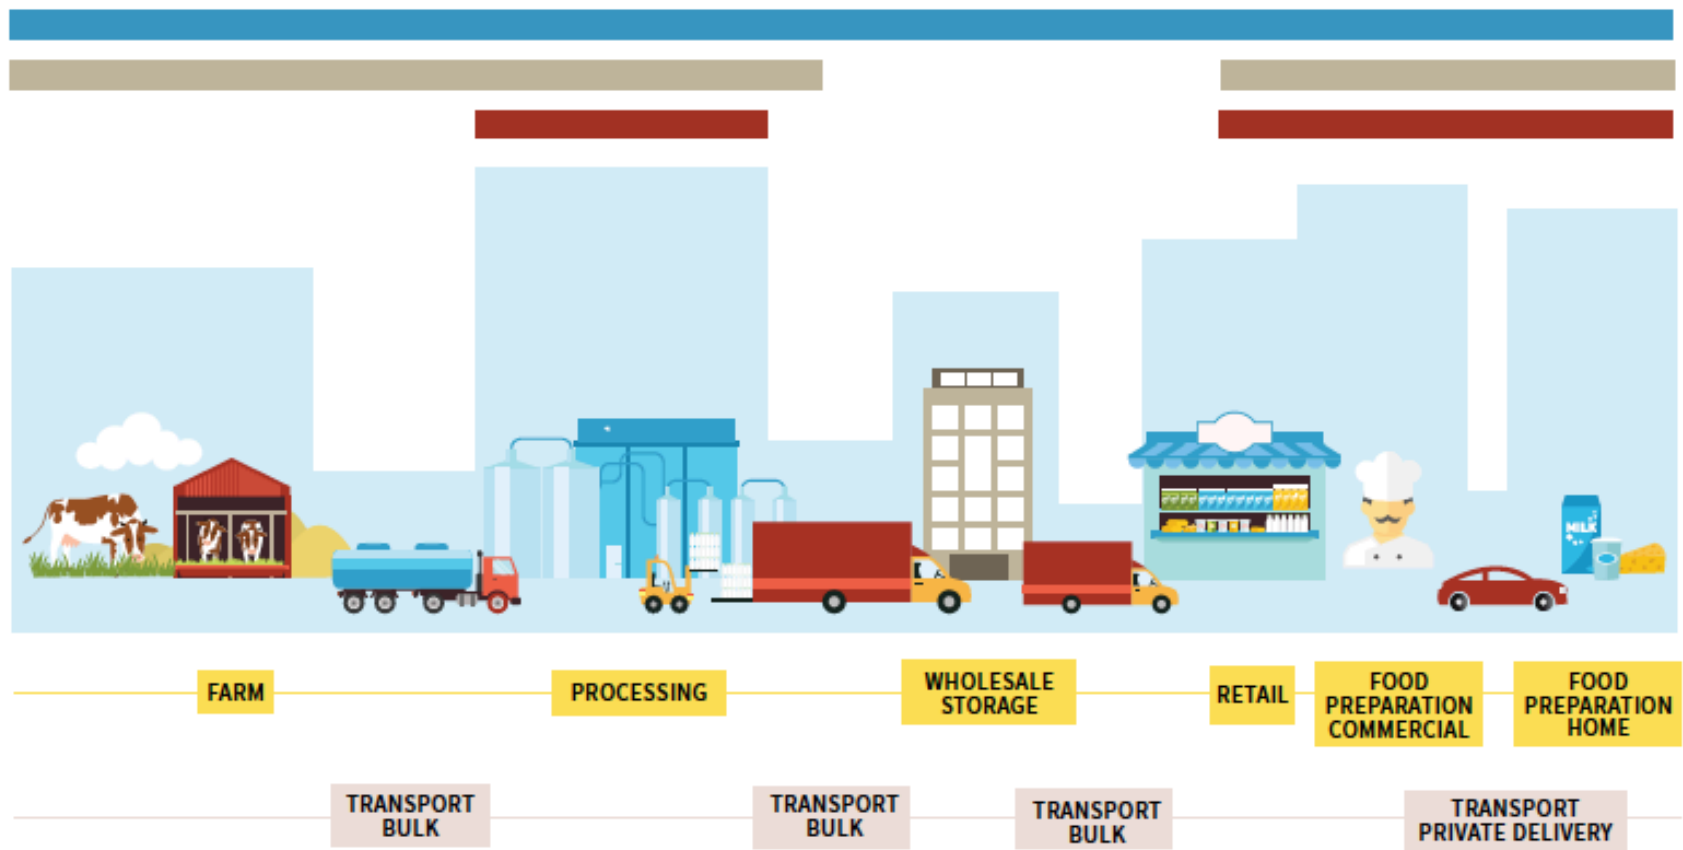 MILK
FARM
PROCESSING
WHOLESALE
STORAGE
RETAIL
FOOD
PREPARATION
COMMERCIAL
FOOD
PREPARATION
HOME
TRANSPORT
BULK
TRANSPORT
BULK
TRANSPORT
BULK
TRANSPORT
PRIVATE DELIVERY